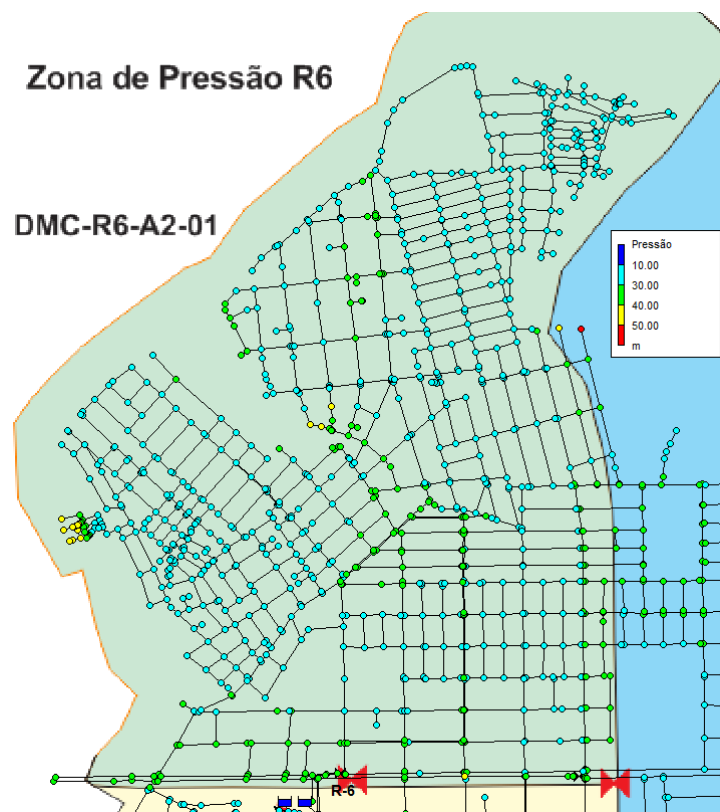 Zona de Pressão R6
DMC-R6-A2-01
Pressão
10.00
30.00
40.00
50.00
m
R-6